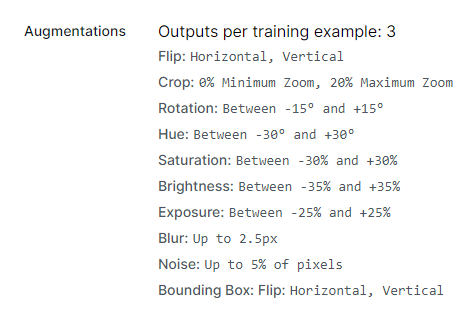 Augmentations
Outputs per training example: 3
Flip: Horizontal, Vertical
Crop: 0% Minimum Zoom, 20% Maximum Zoom
Rotation: Between -15° and +15°
Hue: Between -30° and +30°
Saturation: Between -30% and +30%
Brightness: Between -35% and +35%
Exposure: Between -25% and +25%
Blur: Up to 2.5px
Noise: Up to 5% of pixels
Bounding Box: Flip: Horizontal, Vertical